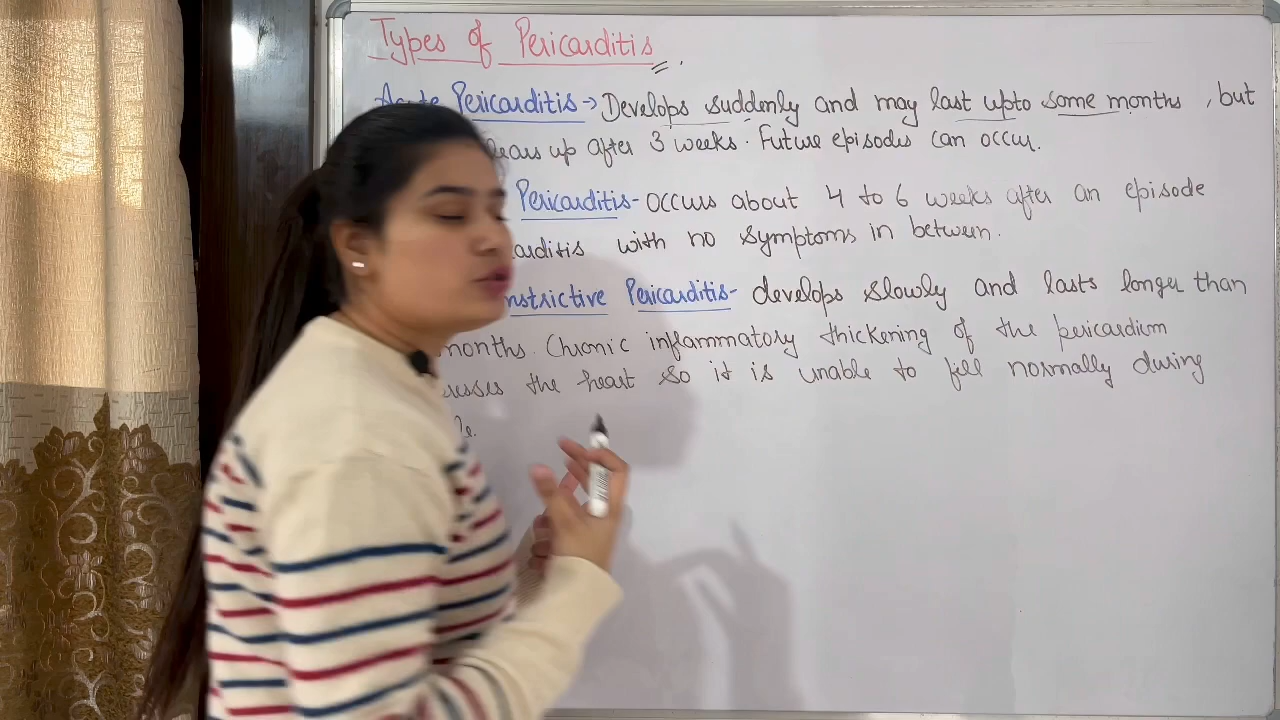 Types of Pericarditis
Acute Pericarditis → Develops suddenly and may last upto some months , but
up after 3 weeks. Future episodes can occur.
Pericarditis - occurs about 4 to 6 weeks after an episode
with no symptoms in between.
Pericarditis - develops slowly and lasts longer than
months. Chronic inflammatory thickening of the pericardium
the heart so it is unable to fill normally during